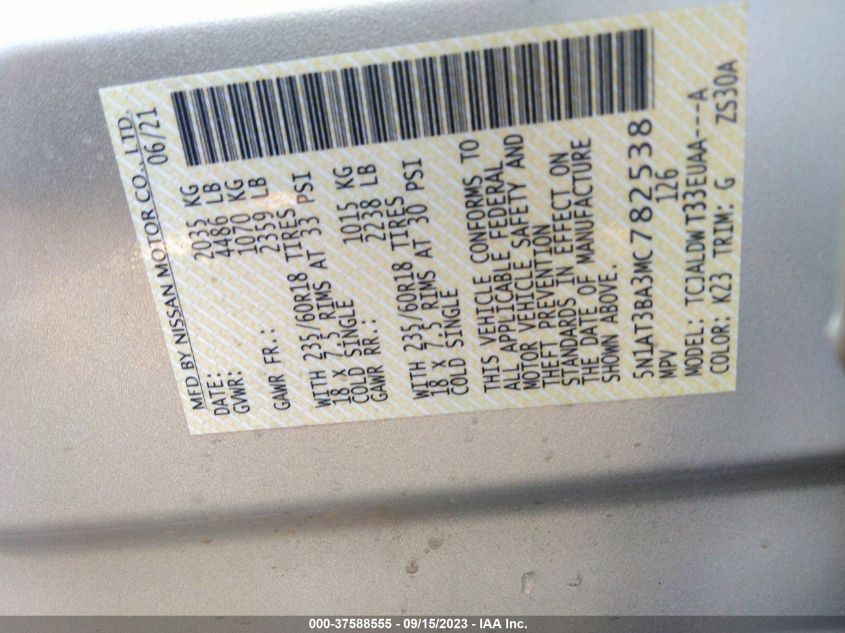 MFD BY NISSAN MOTOR CO., LTD.
DATE: 06/21
GVWR: 2035 KG
4486 LB
GAWR FR.: 1070 KG
2359 LB
WITH 235/60R18 TIRES
18 X 7.5 RIMS AT 33 PSI
COLD SINGLE
GAWR RR.: 1015 KG
2238 LB
WITH 235/60R18 TIRES
18 X 7.5 RIMS AT 30 PSI
COLD SINGLE
THIS VEHICLE CONFORMS TO
ALL APPLICABLE FEDERAL
MOTOR VEHICLE SAFETY AND
THEFT PREVENTION
STANDARDS IN EFFECT ON
THE DATE OF MANUFACTURE
SHOWN ABOVE.
5N1AT3BA3MC782538
MPV 126
MODEL: TCJALDW T33EUAA---A
COLOR: K23 TRIM: G ZS30A
000-37588555 - 09/15/2023 - IAA Inc.